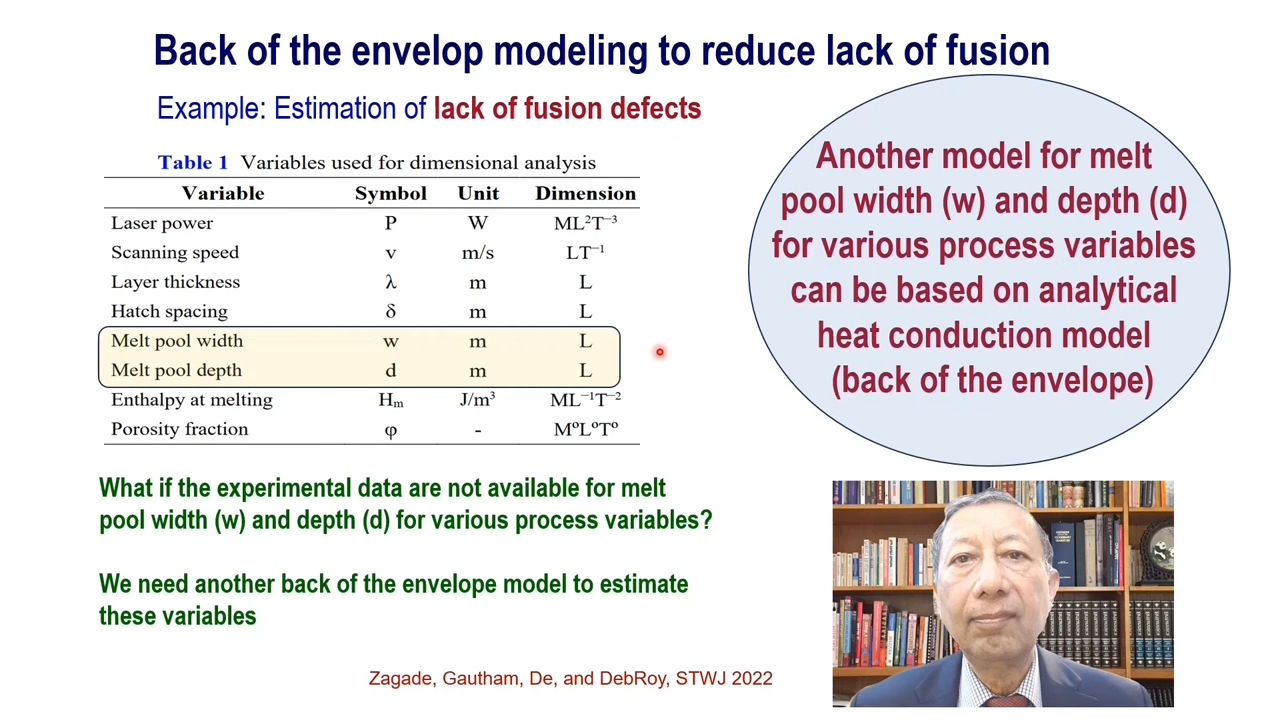 Back of the envelop modeling to reduce lack of fusion
Example: Estimation of lack of fusion defects
Table 1 Variables used for dimensional analysis
Variable Symbol Unit Dimension
Laser power P W ML²T⁻³
Scanning speed v m/s LT⁻¹
Layer thickness λ m L
Hatch spacing δ m L
Melt pool width w m L
Melt pool depth d m L
Enthalpy at melting Hₘ J/m³ ML⁻¹T⁻²
Porosity fraction φ - MºLºTº
What if the experimental data are not available for melt
pool width (w) and depth (d) for various process variables?
We need another back of the envelope model to estimate
these variables
Another model for melt
pool width (w) and depth (d)
for various process variables
can be based on analytical
heat conduction model
(back of the envelope)
Zagade, Gautham, De, and DebRoy, STWJ 2022